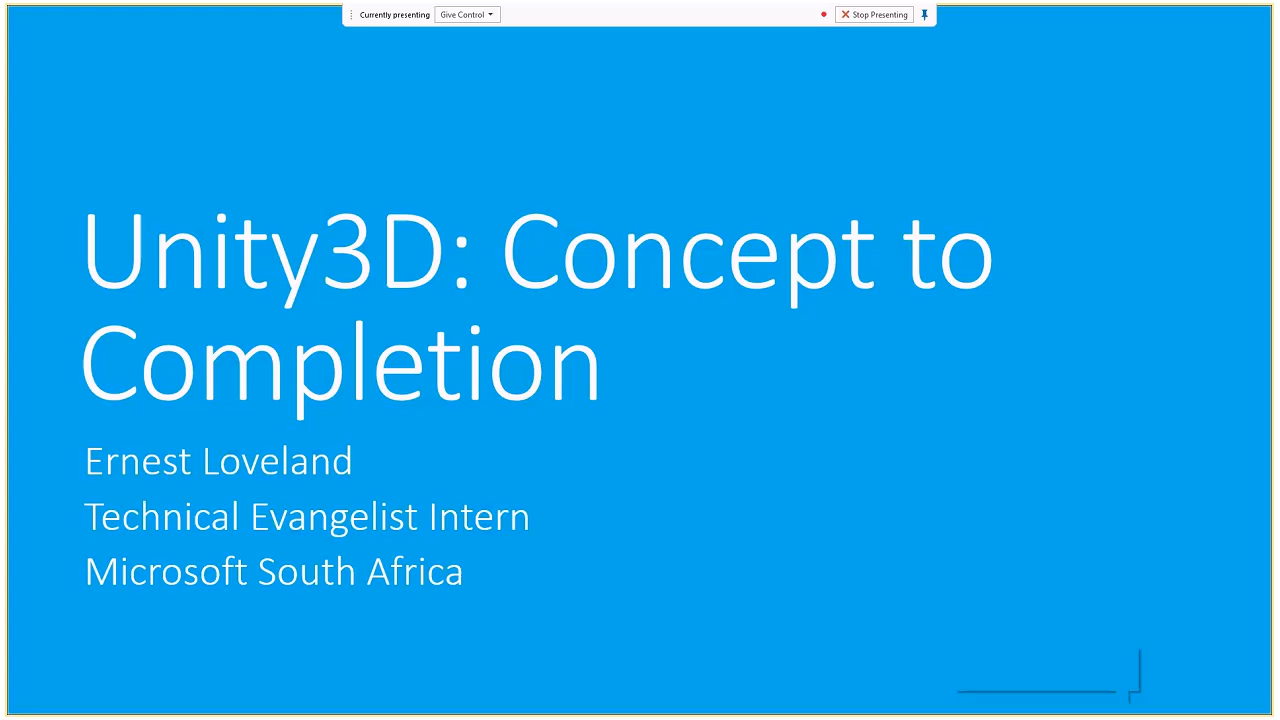 Currently presenting Give Control Stop Presenting
Unity3D: Concept to
Completion
Ernest Loveland
Technical Evangelist Intern
Microsoft South Africa